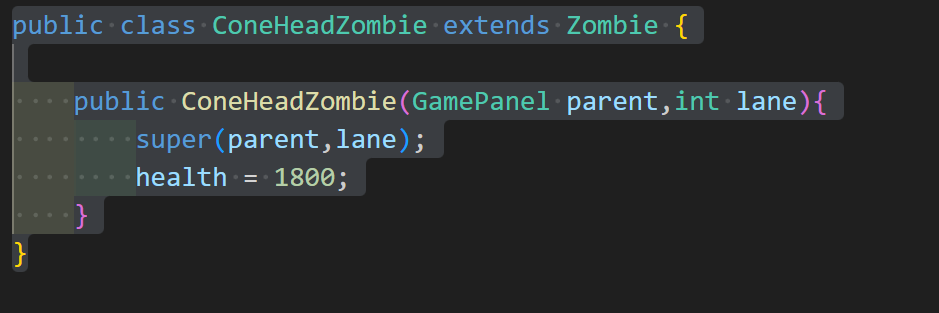 public class ConeHeadZombie extends Zombie {
public ConeHeadZombie(GamePanel parent,int lane){
super(parent,lane);
health = 1800;
}
}